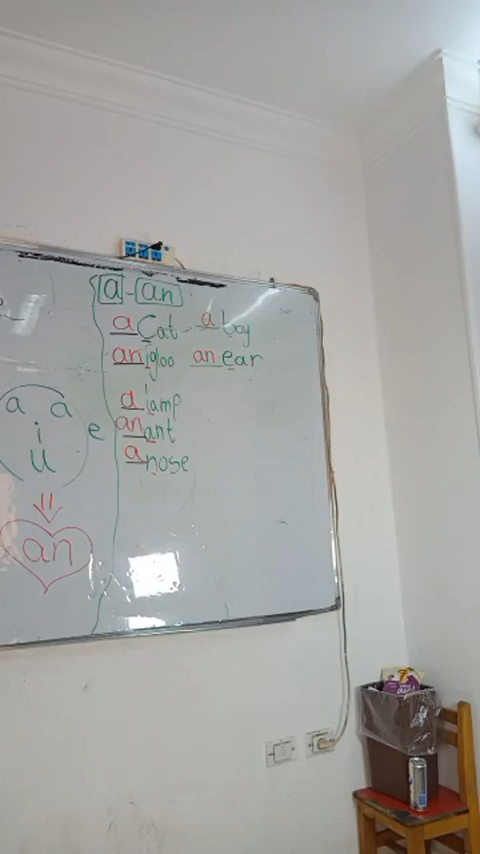 a - an
a Cat - a boy
an igloo an ear
a lamp
an ant
a nose
a a e
i
u
an